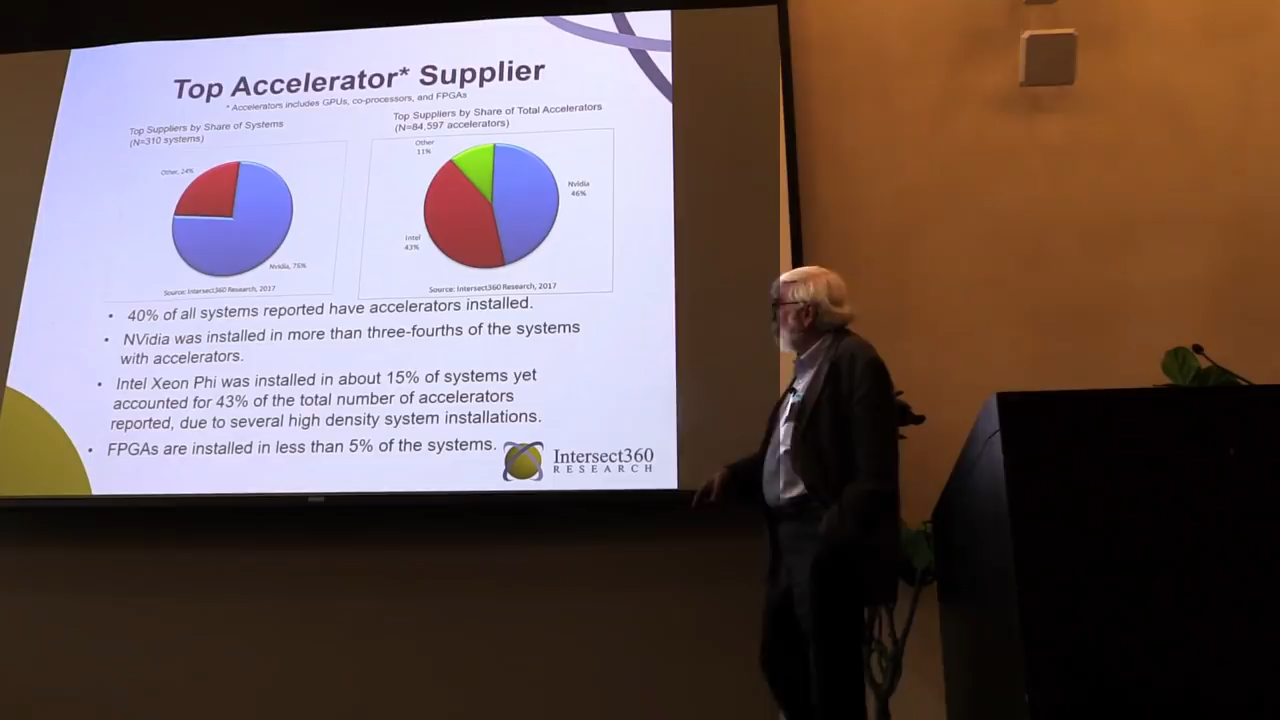 Top Accelerator* Supplier
* Accelerators includes GPUs, co-processors, and FPGAs
Top Suppliers by Share of Systems
(N=310 systems)
Other, 24%
Nvidia, 75%
Source: Intersect360 Research, 2017
Top Suppliers by Share of Total Accelerators
(N=84,597 accelerators)
Other
11%
Nvidia
46%
Intel
43%
Source: Intersect360 Research, 2017
• 40% of all systems reported have accelerators installed.
• NVidia was installed in more than three-fourths of the systems
with accelerators.
• Intel Xeon Phi was installed in about 15% of systems yet
accounted for 43% of the total number of accelerators
reported, due to several high density system installations.
• FPGAs are installed in less than 5% of the systems.
Intersect360
RESEARCH